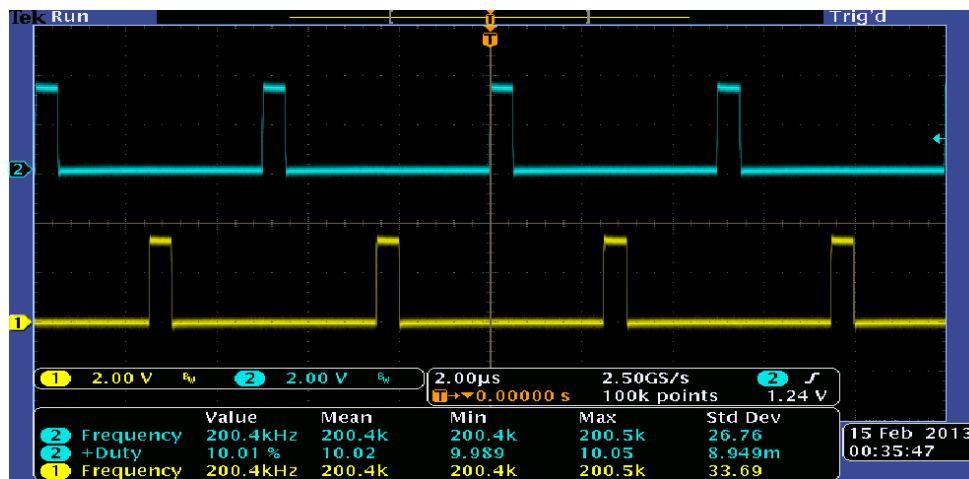 Tek Run Trig'd
T
2
1
1 2.00 V BW 2 2.00 V BW 2.00µs 2.50GS/s 2
T→▼0.00000 s 100k points 1.24 V
Value Mean Min Max Std Dev
2 Frequency 200.4kHz 200.4k 200.4k 200.5k 26.76
2 +Duty 10.01 % 10.02 9.989 10.05 8.949m
1 Frequency 200.4kHz 200.4k 200.4k 200.5k 33.69
15 Feb 2013
00:35:47